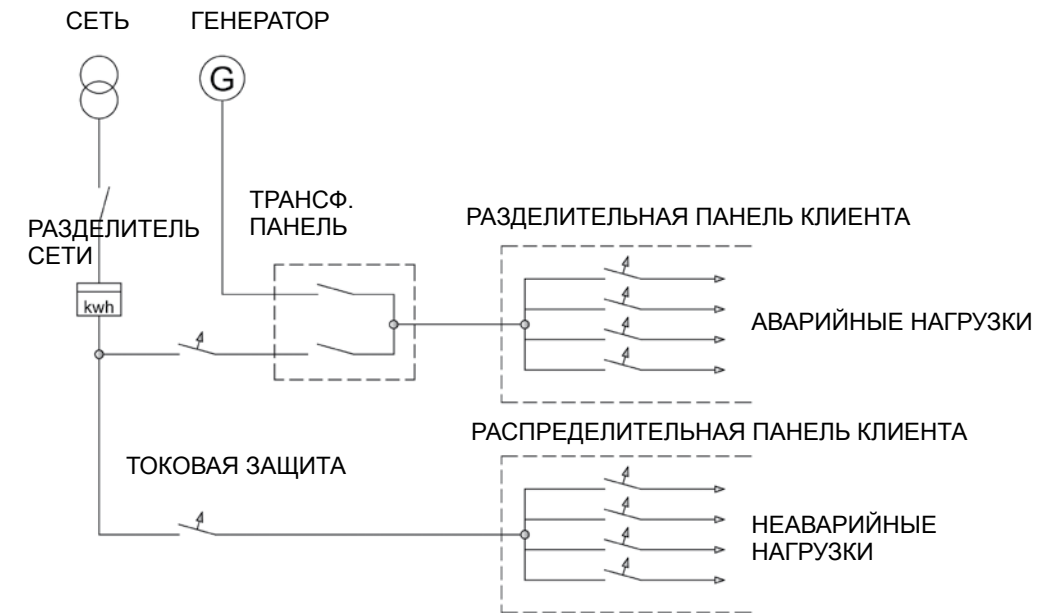 СЕТЬ
ГЕНЕРАТОР
G
ТРАНСФ.
ПАНЕЛЬ
РАЗДЕЛИТЕЛЬНАЯ ПАНЕЛЬ КЛИЕНТА
РАЗДЕЛИТЕЛЬ
СЕТИ
kwh
АВАРИЙНЫЕ НАГРУЗКИ
РАСПРЕДЕЛИТЕЛЬНАЯ ПАНЕЛЬ КЛИЕНТА
ТОКОВАЯ ЗАЩИТА
НЕАВАРИЙНЫЕ
НАГРУЗКИ